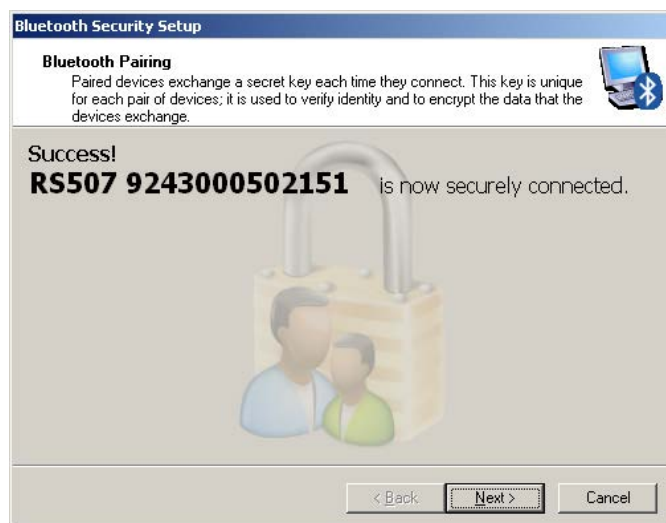 Bluetooth Security Setup
Bluetooth Pairing
Paired devices exchange a secret key each time they connect. This key is unique
for each pair of devices; it is used to verify identity and to encrypt the data that the
devices exchange.
Success!
RS507 9243000502151 is now securely connected.
< Back Next > Cancel